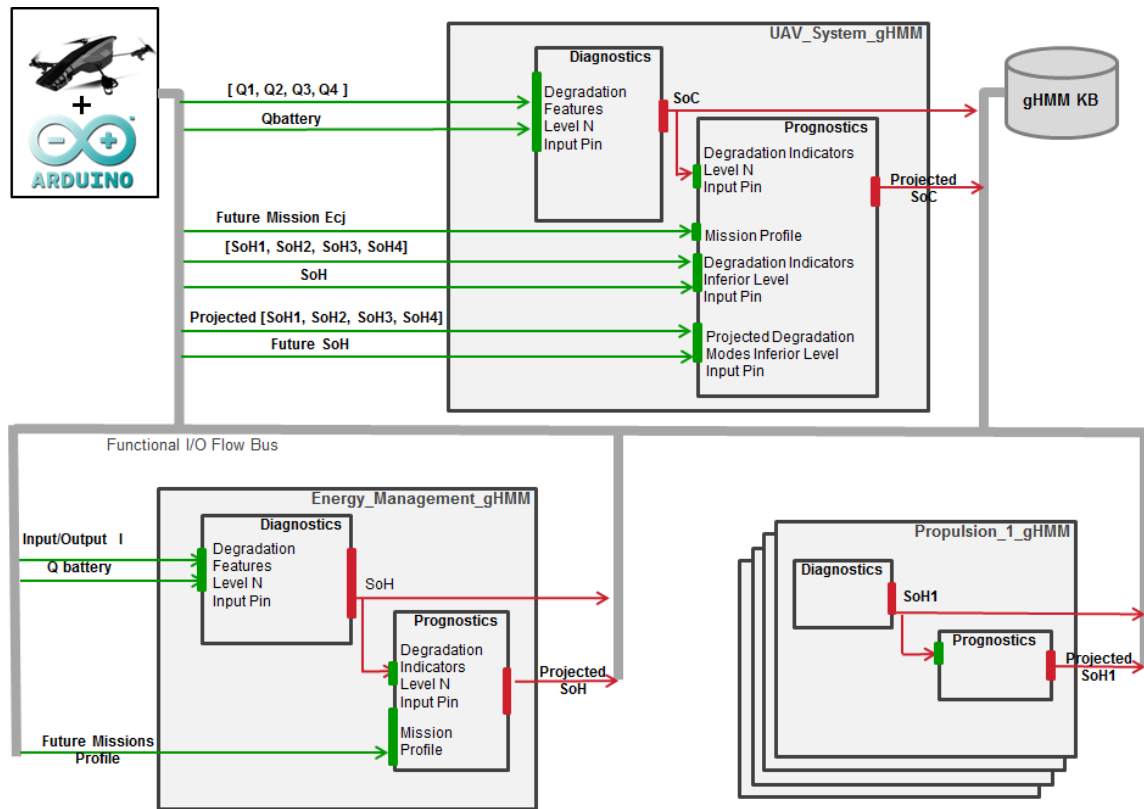 UAV_System_gHMM
Diagnostics
[ Q1, Q2, Q3, Q4 ]
Degradation
Features
Level N
Input Pin
Qbattery
SoC
gHMM KB
+
ARDUINO
Prognostics
Degradation Indicators
Level N
Input Pin
Projected
SoC
Future Mission Ecj
Mission Profile
[SoH1, SoH2, SoH3, SoH4]
SoH
Degradation Indicators
Inferior Level
Input Pin
Projected [SoH1, SoH2, SoH3, SoH4]
Future SoH
Projected Degradation
Modes Inferior Level
Input Pin
Functional I/O Flow Bus
Energy_Management_gHMM
Diagnostics
Input/Output I
Q battery
Degradation
Features
Level N
Input Pin
SoH
Prognostics
Degradation
Indicators
Level N
Input Pin
Projected
SoH
Future Missions
Profile
Mission
Profile
Propulsion_1_gHMM
Diagnostics
SoH1
Prognostics
Projected
SoH1